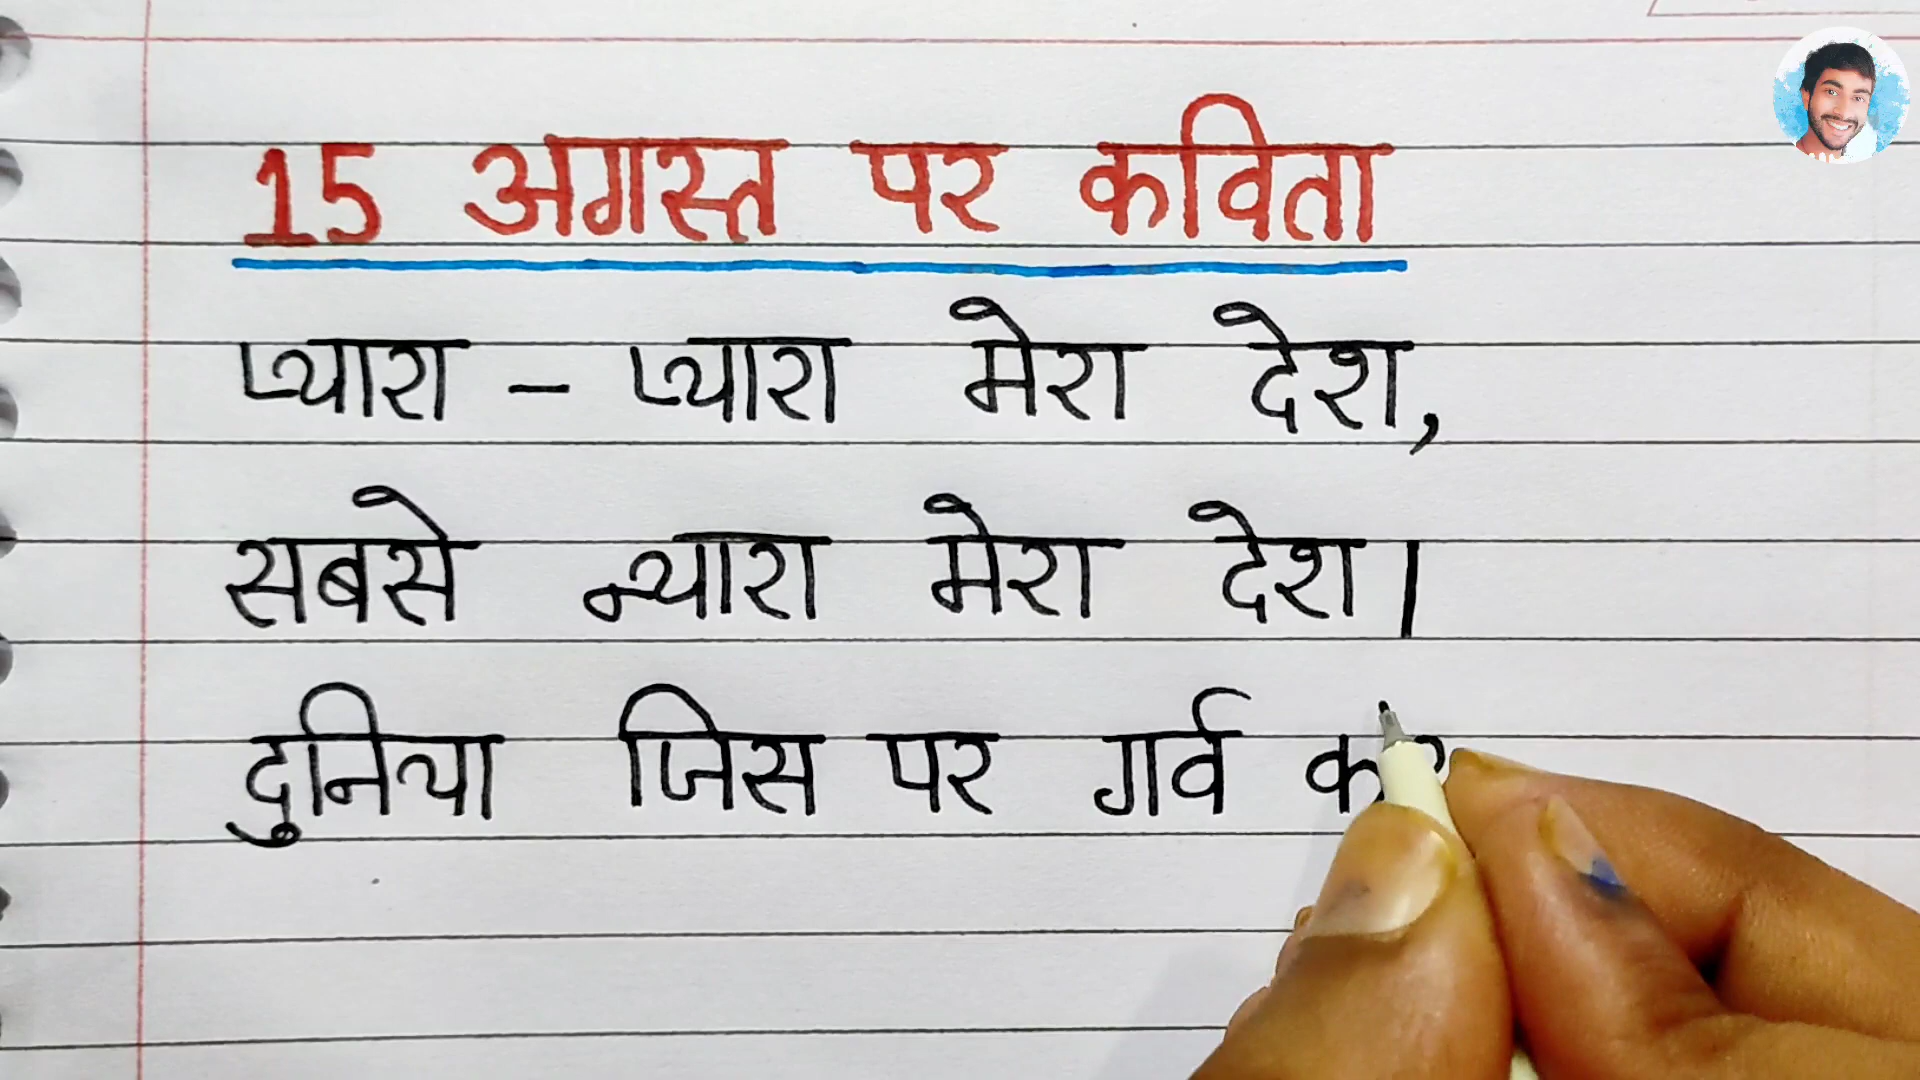 15 अगस्त पर कविता
प्यारा - प्यारा मेरा देश,
सबसे न्यारा मेरा देश।
दुनिया जिस पर गर्व